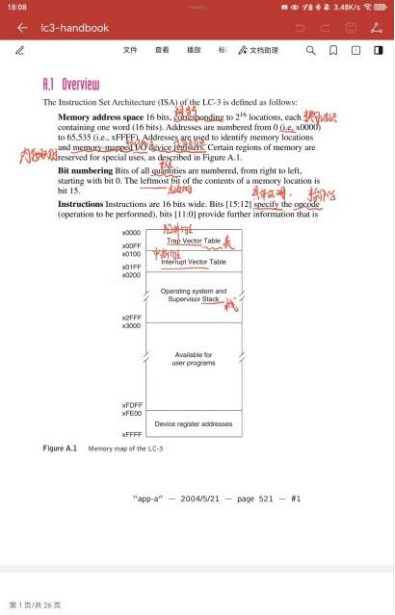 18:08
3.48K/s
lc3-handbook
文件 查看 播放 标 文档助理
A.1 Overview
The Instruction Set Architecture (ISA) of the LC-3 is defined as follows:
Memory address space 16 bits, corresponding to 2^16 locations, each
containing one word (16 bits). Addresses are numbered from 0 (i.e, x0000)
to 65,535 (i.e., xFFFF). Addresses are used to identify memory locations
and memory-mapped I/O device registers. Certain regions of memory are
reserved for special uses, as described in Figure A.1.
Bit numbering Bits of all quantities are numbered, from right to left,
starting with bit 0. The leftmost bit of the contents of a memory location is
bit 15.
Instructions Instructions are 16 bits wide. Bits [15:12] specify the opcode
(operation to be performed), bits [11:0] provide further information that is
x0000
Trap Vector Table 表
x00FF
x0100
Interrupt Vector Table
x01FF
x0200
Operating system and
Supervisor Stack 栈
x2FFF
x3000
Available for
user programs
xFDFF
xFE00
Device register addresses
xFFFF
Figure A.1 Memory map of the LC-3
"app-a" — 2004/5/21 — page 521 — #1
第 1 页/共 26 页